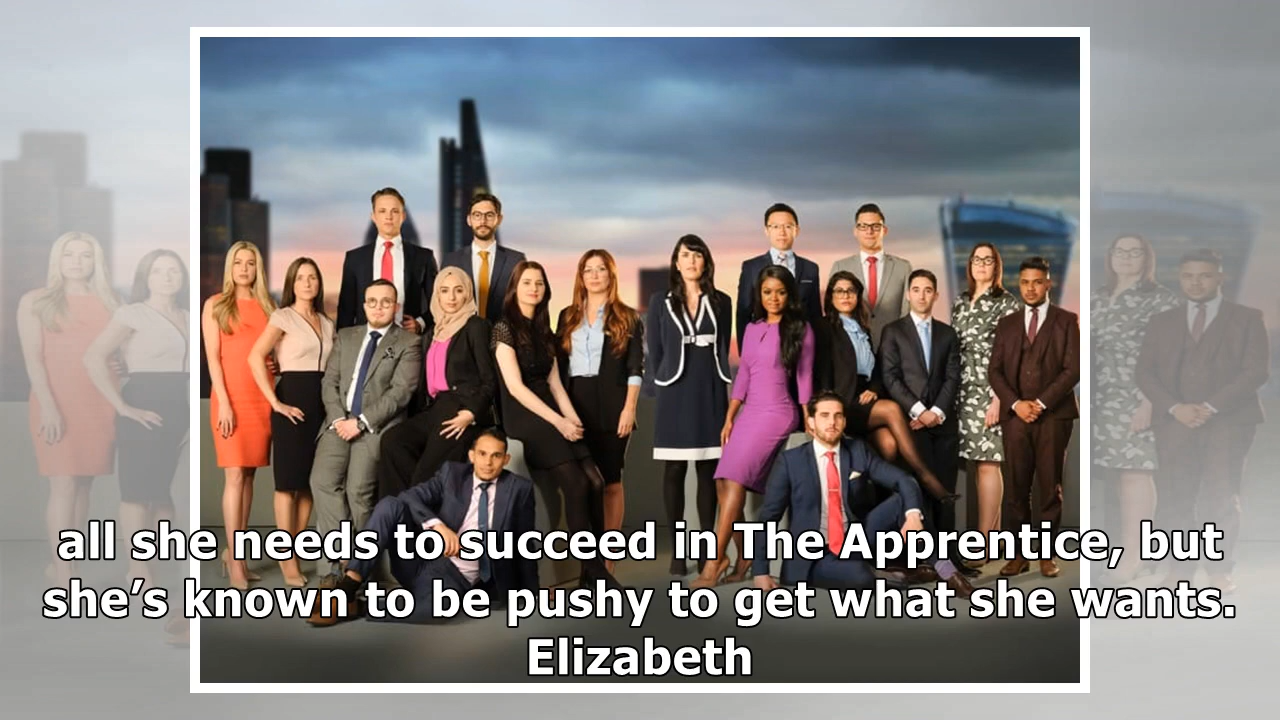 all she needs to succeed in The Apprentice, but
she’s known to be pushy to get what she wants.
Elizabeth